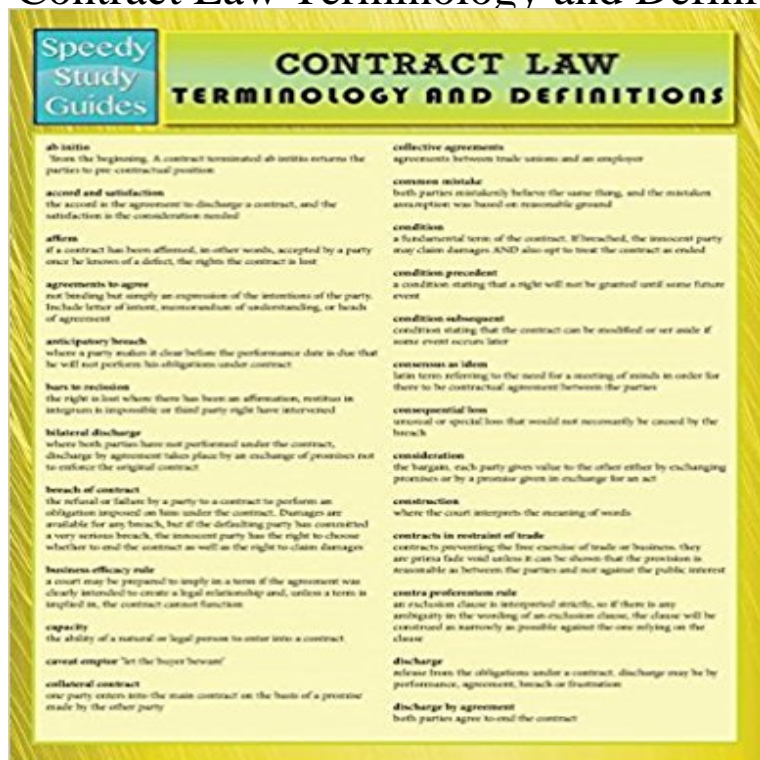 Contract Law Terminology and Defini
Speedy
Study
Guides
CONTRACT LAW
TERMINOLOGY AND DEFINITIONS
ab initio
'from the beginning. A contract terminated ab initio returns the
parties to pre-contractual position
accord and satisfaction
the accord is the agreement to discharge a contract, and the
satisfaction is the consideration needed
affirm
if a contract has been affirmed, in other words, accepted by a party
once he knows of a defect, the rights the contract is lost
agreements to agree
not binding but simply an expression of the intentions of the party.
Include letter of intent, memorandum of understanding, or heads
of agreement
anticipatory breach
where a party makes it clear before the performance date is due that
he will not perform his obligations under contract
bars to recission
the right is lost where there has been an affirmation, restitus in
integrum is impossible or third party right have intervened
bilateral discharge
where both parties have not performed under the contract,
discharge by agreement takes place by an exchange of promises not
to enforce the original contract
breach of contract
the refusal or failure by a party to a contract to perform an
obligation imposed on him under the contract. Damages are
available for any breach, but if the defaulting party has committed
a very serious breach, the innocent party has the right to choose
whether to end the contract as well as the right to claim damages
business efficacy rule
a court may be prepared to imply in a term if the agreement was
clearly intended to create a legal relationship and, unless a term is
implied in, the contract cannot function
capacity
the ability of a natural or legal person to enter into a contract
caveat emptor 'let the buyer beware'
collateral contract
one party enters into the main contract on the basis of a promise
made by the other party
collective agreements
agreements between trade unions and an employer
common mistake
both parties mistakenly believe the same thing, and the mistaken
assumption was based on reasonable ground
condition
a fundamental term of the contract. If breached, the innocent party
may claim damages AND also opt to treat the contract as ended
condition precedent
a condition stating that a right will not be granted until some future
event
condition subsequent
condition stating that the contract can be modified or set aside if
some event occurs later
consensus as idem
latin term referring to the need for a meeting of minds in order for
there to be contractual agreement between the parties
consequential loss
unusual or special loss that would not necessarily be caused by the
breach
consideration
the bargain, each party gives value to the other either by exchanging
promises or by a promise given in exchange for an act
construction
where the court interprets the meaning of words
contracts in restraint of trade
contracts preventing the free exercise of trade or business. they
are prima fade void unless it can be shown that the provision is
reasonable as between the parties and not against the public interest
contra proferentem rule
an exclusion clause is interpreted strictly, so if there is any
ambiguity in the wording of an exclusion clause, the clause will be
construed as narrowly as possible against the one relying on the
clause
discharge
release from the obligations under a contract. discharge may be by
performance, agreement, breach or frustration
discharge by agreement
both parties agree to end the contract